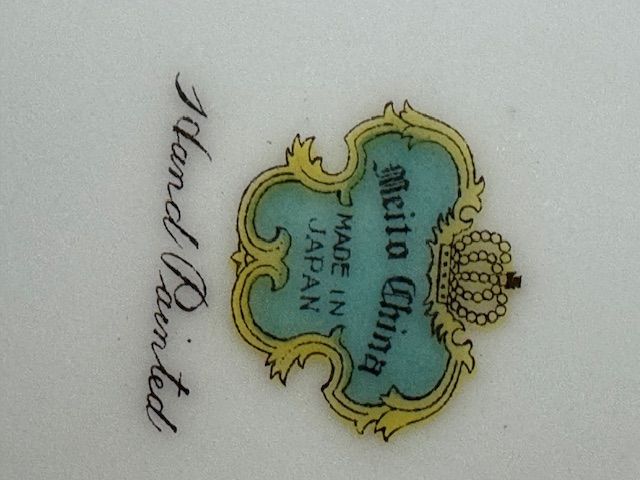 Meito China
MADE IN
JAPAN
Hand Painted